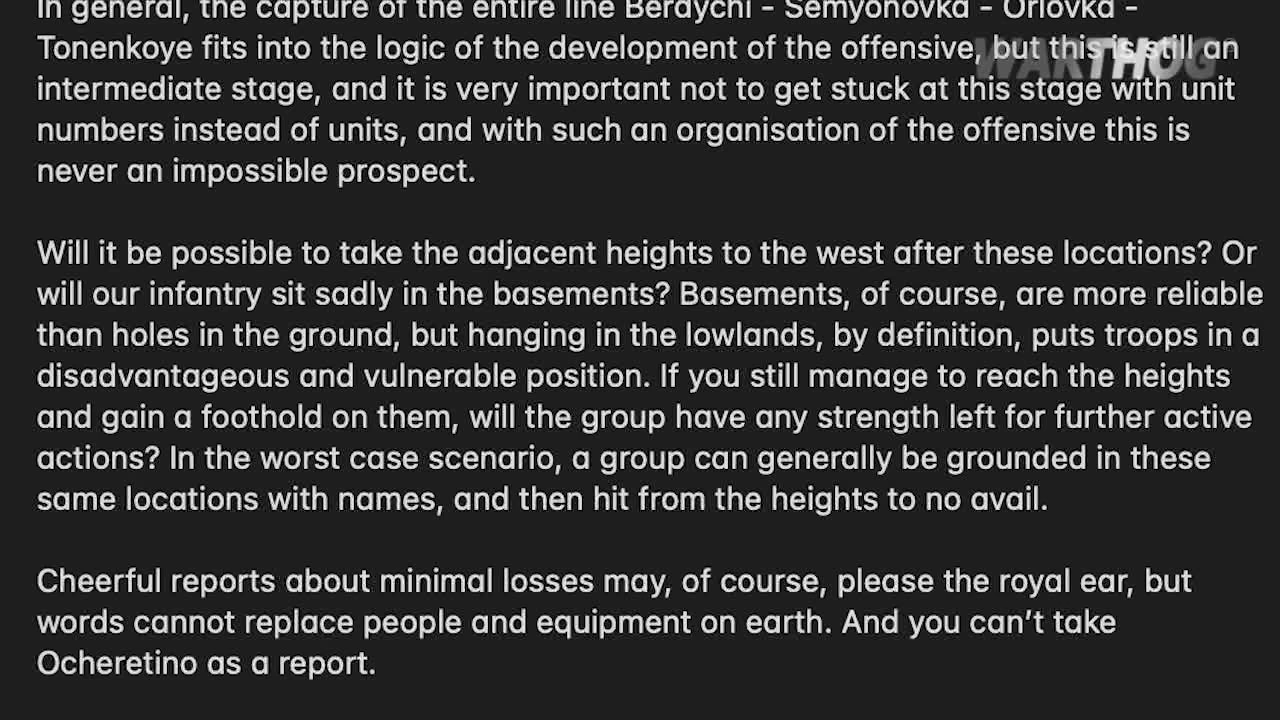 In general, the capture of the entire line Berdychi - Semyonovka - Orlovka -
Tonenkoye fits into the logic of the development of the offensive, but this is still an
intermediate stage, and it is very important not to get stuck at this stage with unit
numbers instead of units, and with such an organisation of the offensive this is
never an impossible prospect.
Will it be possible to take the adjacent heights to the west after these locations? Or
will our infantry sit sadly in the basements? Basements, of course, are more reliable
than holes in the ground, but hanging in the lowlands, by definition, puts troops in a
disadvantageous and vulnerable position. If you still manage to reach the heights
and gain a foothold on them, will the group have any strength left for further active
actions? In the worst case scenario, a group can generally be grounded in these
same locations with names, and then hit from the heights to no avail.
Cheerful reports about minimal losses may, of course, please the royal ear, but
words cannot replace people and equipment on earth. And you can’t take
Ocheretino as a report.
WARTHOG